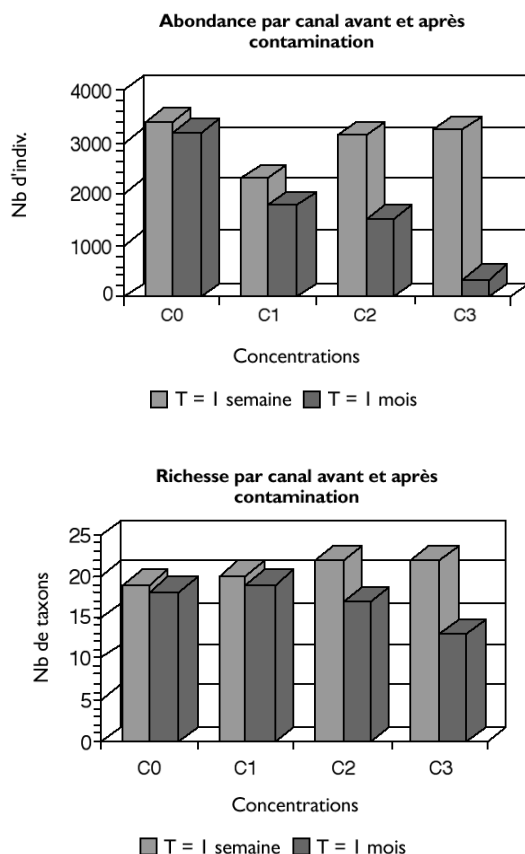 Abondance par canal avant et après
contamination
Nb d'indiv.
4000
3000
2000
1000
0
C0 C1 C2 C3
Concentrations
T = 1 semaine T = 1 mois
Richesse par canal avant et après
contamination
Nb de taxons
25
20
15
10
5
0
C0 C1 C2 C3
Concentrations
T = 1 semaine T = 1 mois